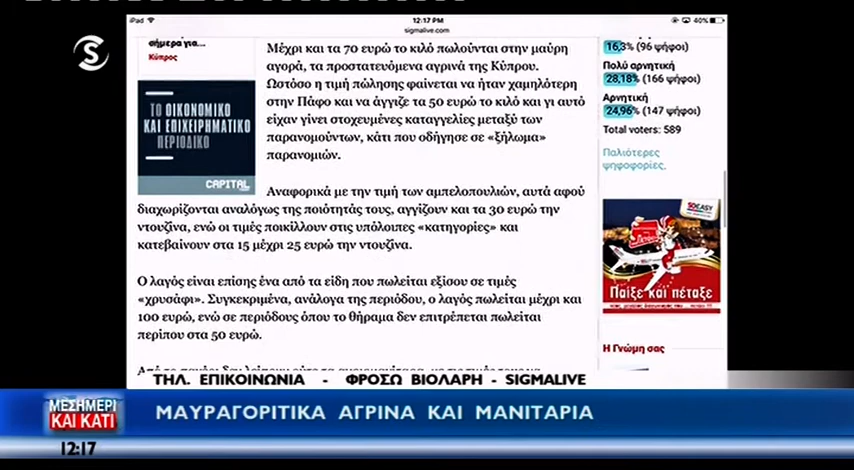 iPad
12:17 PM
40%
sigmalive.com
σήμερα για...
Κύπρος
ΤΟ ΟΙΚΟΝΟΜΙΚΟ
ΚΑΙ ΕΠΙΧΕΙΡΗΜΑΤΙΚΟ
ΠΕΡΙΟΔΙΚΟ
CAPITAL
Μέχρι και τα 70 ευρώ το κιλό πωλούνται στην μαύρη
αγορά, τα προστατευόμενα αγρινά της Κύπρου.
Ωστόσο η τιμή πώλησης φαίνεται να ήταν χαμηλότερη
στην Πάφο και να άγγιζε τα 50 ευρώ το κιλό και γι αυτό
είχαν γίνει στοχευμένες καταγγελίες μεταξύ των
παρανομούντων, κάτι που οδήγησε σε «ξήλωμα»
παρανομιών.
Αναφορικά με την τιμή των αμπελοπουλιών, αυτά αφού
διαχωρίζονται αναλόγως της ποιότητάς τους, αγγίζουν και τα 30 ευρώ την
ντουζίνα, ενώ οι τιμές ποικίλλουν στις υπόλοιπες «κατηγορίες» και
κατεβαίνουν στα 15 μέχρι 25 ευρώ την ντουζίνα.
Ο λαγός είναι επίσης ένα από τα είδη που πωλείται εξίσου σε τιμές
«χρυσάφι». Συγκεκριμένα, ανάλογα της περιόδου, ο λαγός πωλείται μέχρι και
100 ευρώ, ενώ σε περιόδους όπου το θήραμα δεν επιτρέπεται πωλείται
περίπου στα 50 ευρώ.
16,3% (96 ψήφοι)
Πολύ αρνητική
28,18% (166 ψήφοι)
Αρνητική
24,96% (147 ψήφοι)
Total voters: 589
Παλιότερες
ψηφοφορίες.
SOEASY
Παίξε και πέταξε
Η Γνώμη σας
ΤΗΛ. ΕΠΙΚΟΙΝΩΝΙΑ - ΦΡΟΣΩ ΒΙΟΛΑΡΗ - SIGMALIVE
ΜΕΣΗΜΕΡΙ
ΚΑΙ ΚΑΤΙ
ΜΑΥΡΑΓΟΡΙΤΙΚΑ ΑΓΡΙΝΑ ΚΑΙ ΜΑΝΙΤΑΡΙΑ
12:17